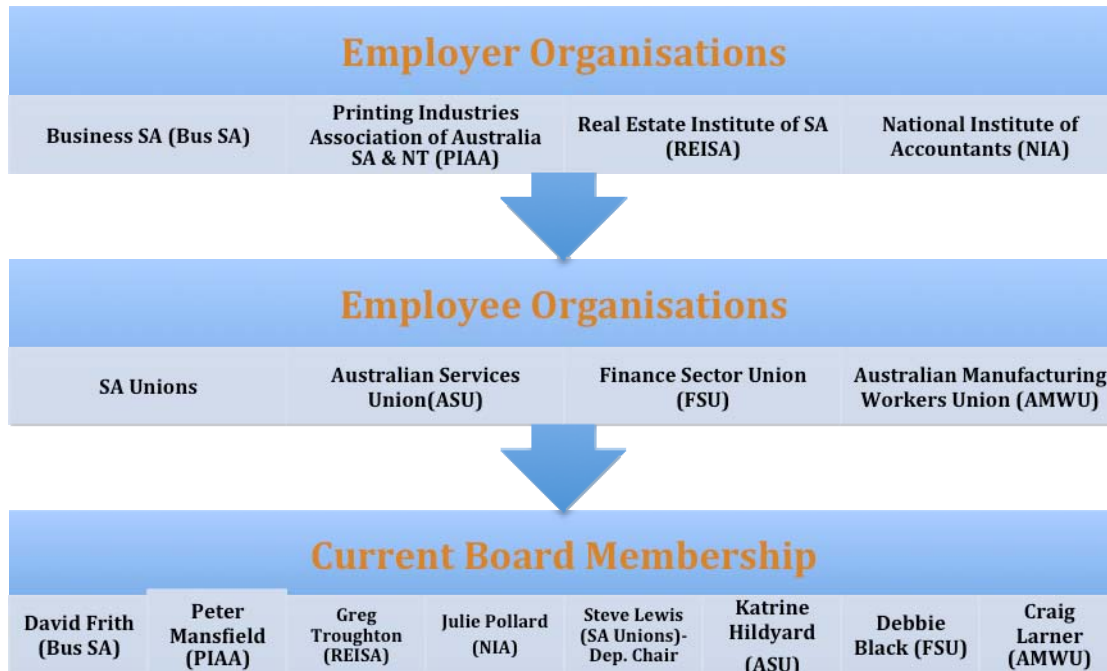 Employer Organisations
Business SA (Bus SA)
Printing Industries
Association of Australia
SA & NT (PIAA)
Real Estate Institute of SA
(REISA)
National Institute of
Accountants (NIA)
Employee Organisations
SA Unions
Australian Services
Union(ASU)
Finance Sector Union
(FSU)
Australian Manufacturing
Workers Union (AMWU)
Current Board Membership
David Frith
(Bus SA)
Peter
Mansfield
(PIAA)
Greg
Troughton
(REISA)
Julie Pollard
(NIA)
Steve Lewis
(SA Unions)-
Dep. Chair
Katrine
Hildyard
(ASU)
Debbie
Black (FSU)
Craig
Larner
(AMWU)